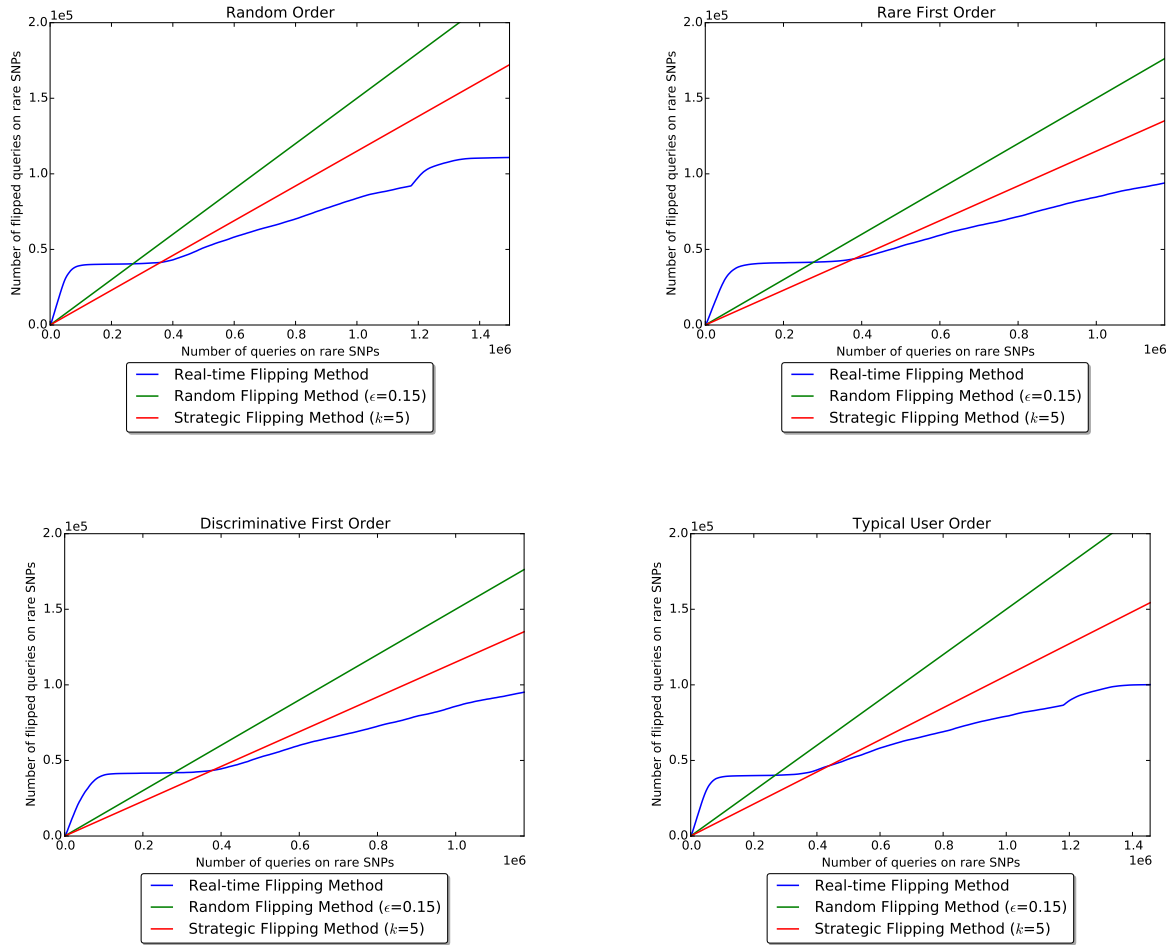 Random Order
1e5
2.0
1.5
1.0
0.5
0.0
Number of flipped queries on rare SNPs
0.0 0.2 0.4 0.6 0.8 1.0 1.2 1.4
1e6
Number of queries on rare SNPs
Real-time Flipping Method
Random Flipping Method (ϵ=0.15)
Strategic Flipping Method (k=5)
Rare First Order
1e5
2.0
1.5
1.0
0.5
0.0
Number of flipped queries on rare SNPs
0.0 0.2 0.4 0.6 0.8 1.0
1e6
Number of queries on rare SNPs
Real-time Flipping Method
Random Flipping Method (ϵ=0.15)
Strategic Flipping Method (k=5)
Discriminative First Order
1e5
2.0
1.5
1.0
0.5
0.0
Number of flipped queries on rare SNPs
0.0 0.2 0.4 0.6 0.8 1.0
1e6
Number of queries on rare SNPs
Real-time Flipping Method
Random Flipping Method (ϵ=0.15)
Strategic Flipping Method (k=5)
Typical User Order
1e5
2.0
1.5
1.0
0.5
0.0
Number of flipped queries on rare SNPs
0.0 0.2 0.4 0.6 0.8 1.0 1.2 1.4
1e6
Number of queries on rare SNPs
Real-time Flipping Method
Random Flipping Method (ϵ=0.15)
Strategic Flipping Method (k=5)